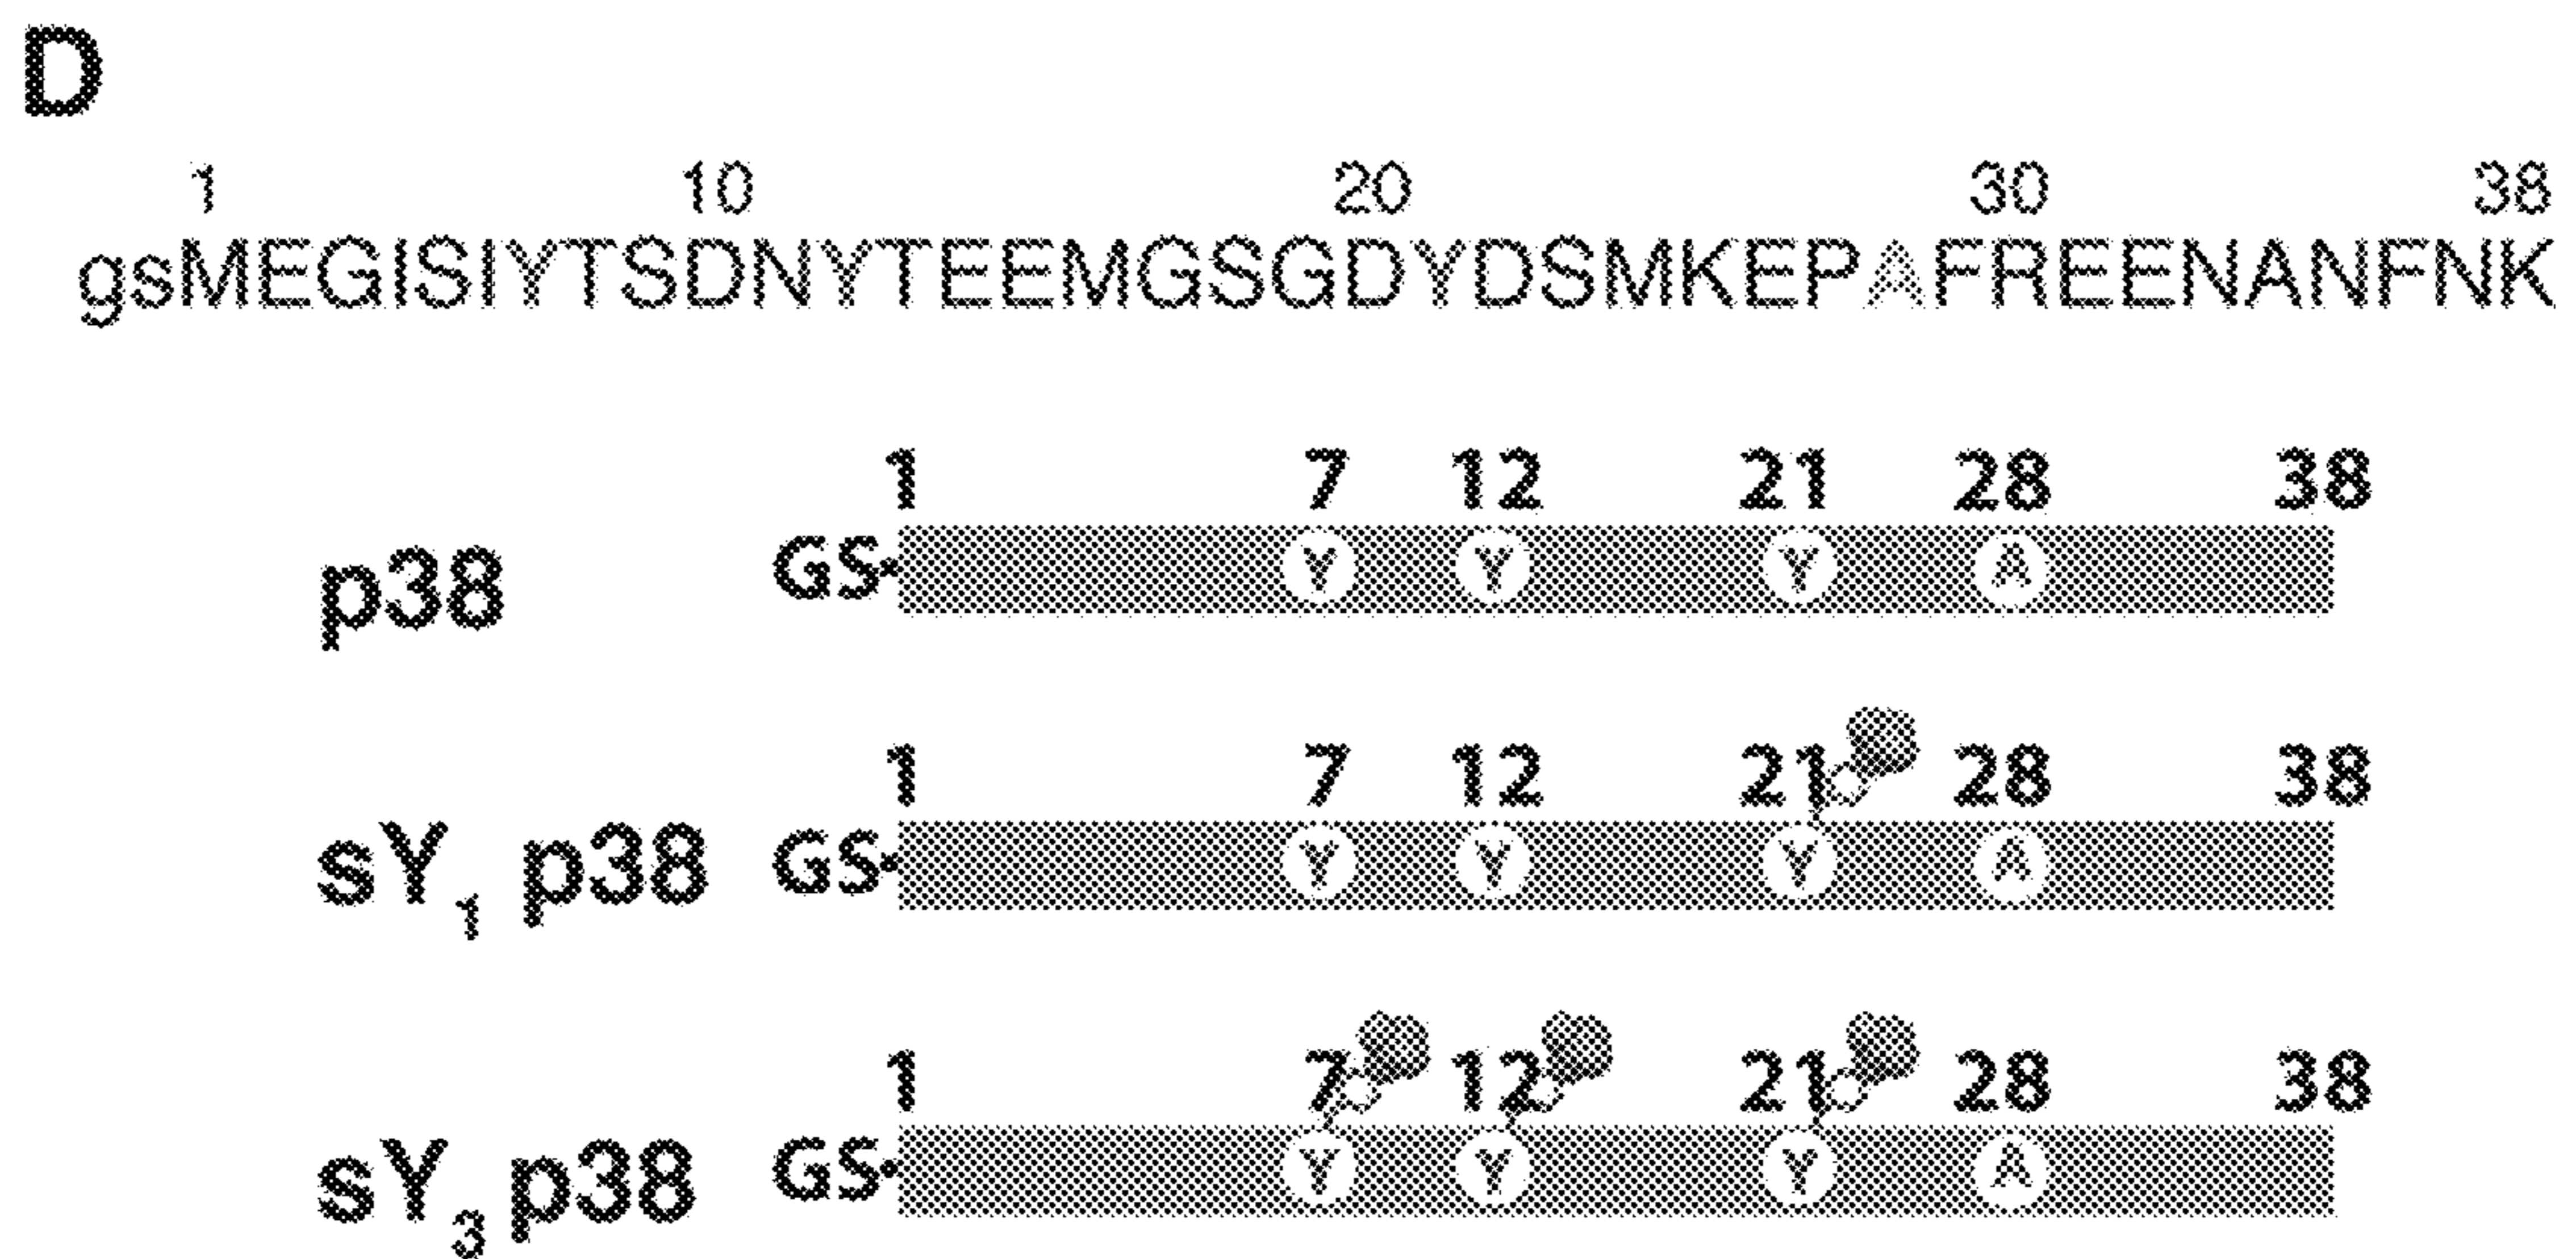 D
1 10 20 30 38
gsMEGISIYTSDNYTEEMGSGDYDSMKEPAFREENANFNK
1 7 12 21 28 38
p38 GS Y Y Y A
1 7 12 21 28 38
sY1 p38 GS Y Y Y A
1 7 12 21 28 38
sY3 p38 GS Y Y Y A